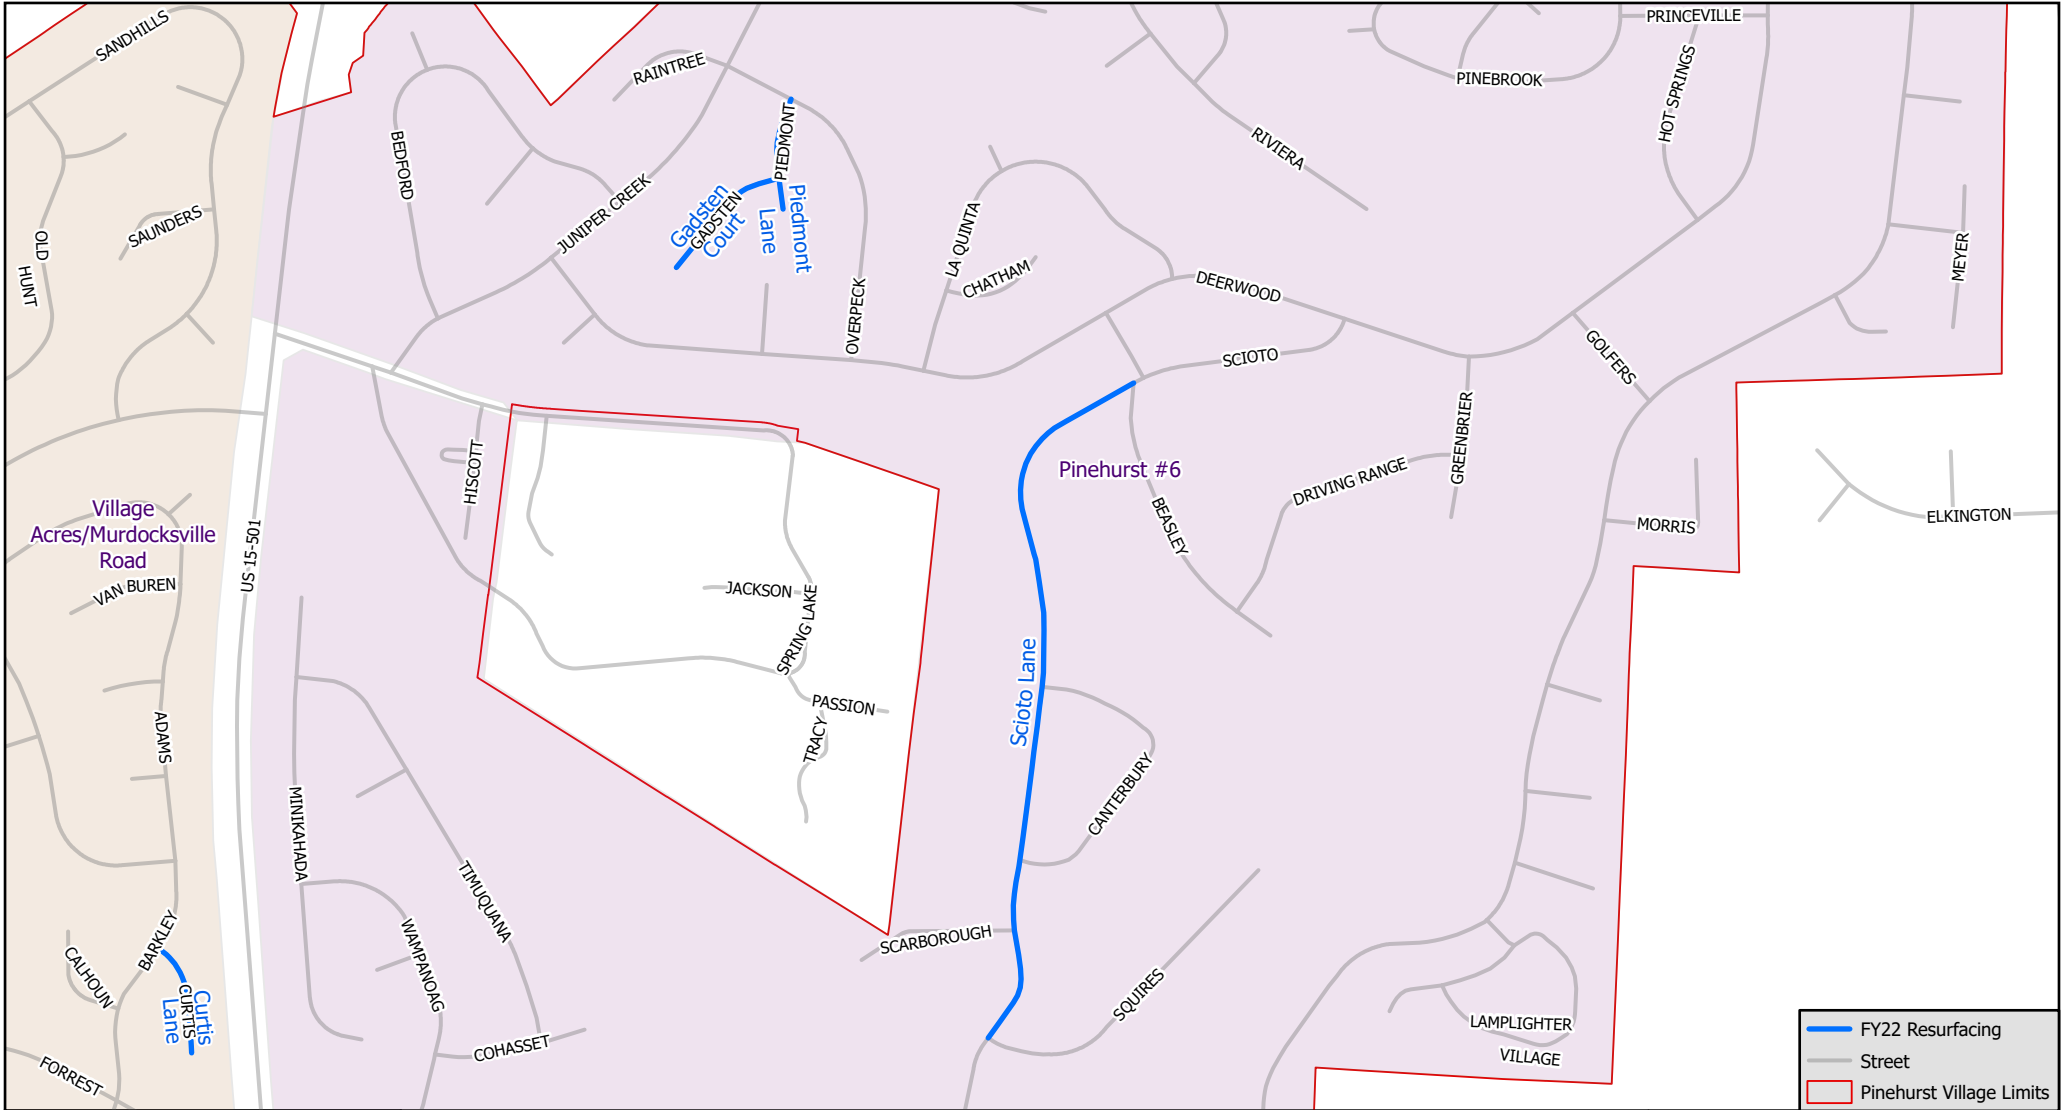 SANDHILLS
PRINCEVILLE
RAINTREE
PINEBROOK
HOT SPRINGS
PIEDMONT
BEDFORD
RIVIERA
JUNIPER CREEK
Gadsten
Court
GADSTEN
Piedmont
Lane
SAUNDERS
OLD
HUNT
LA QUINTA
CHATHAM
DEERWOOD
MEYER
OVERPECK
SCIOTO
GOLFERS
HISCOTT
GREENBRIER
Pinehurst #6
DRIVING RANGE
BEASLEY
MORRIS
ELKINGTON
Village
Acres/Murdocksville
Road
US 15-501
VAN BUREN
JACKSON
SPRING LAKE
PASSION
TRACY
Scioto Lane
ADAMS
CANTERBURY
MINIKAHADA
TIMUQUANA
WAMPANOAG
SCARBOROUGH
SQUIRES
BARKLEY
CALHOUN
Curtis
Lane
CURTIS
COHASSET
FORREST
LAMPLIGHTER
VILLAGE
FY22 Resurfacing
Street
Pinehurst Village Limits